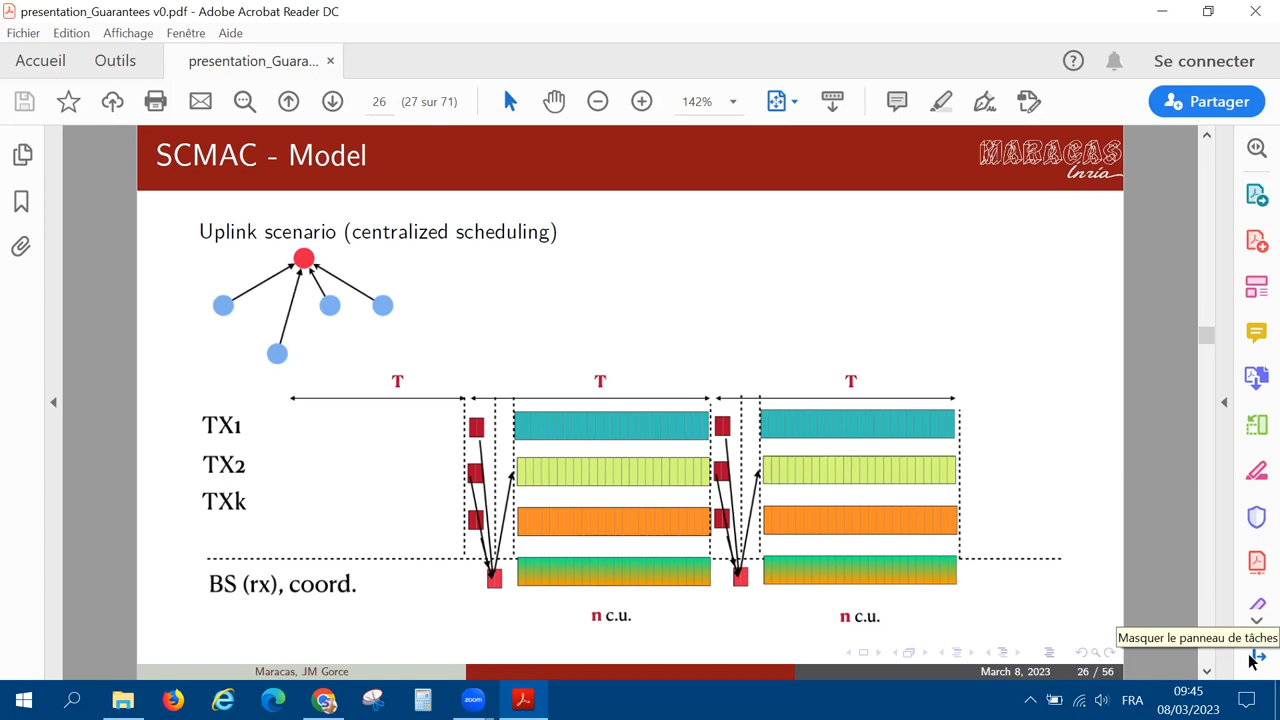 presentation_Guarantees v0.pdf - Adobe Acrobat Reader DC
Fichier Edition Affichage Fenêtre Aide
Accueil Outils presentation_Guara... × Se connecter
26 (27 sur 71) 142% Partager
SCMAC - Model
MARACAS
Inria
Uplink scenario (centralized scheduling)
T T T
TX1
TX2
TXk
BS (rx), coord.
n c.u. n c.u.
Masquer le panneau de tâches
Maracas, JM Gorce March 8, 2023 26 / 56
zoom FRA 09:45
08/03/2023